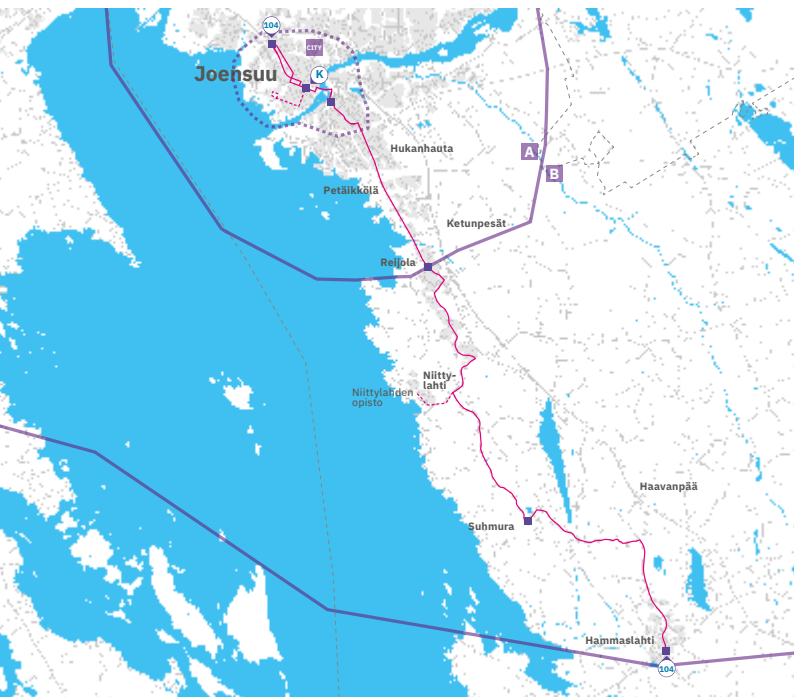 104
CITY
Joensuu
K
Hukanhauta
A
B
Petäikkölä
Ketunpesät
Reijola
Niitty-
lahti
Niittylahden
opisto
Haavanpää
Suhmura
Hammaslahti
104